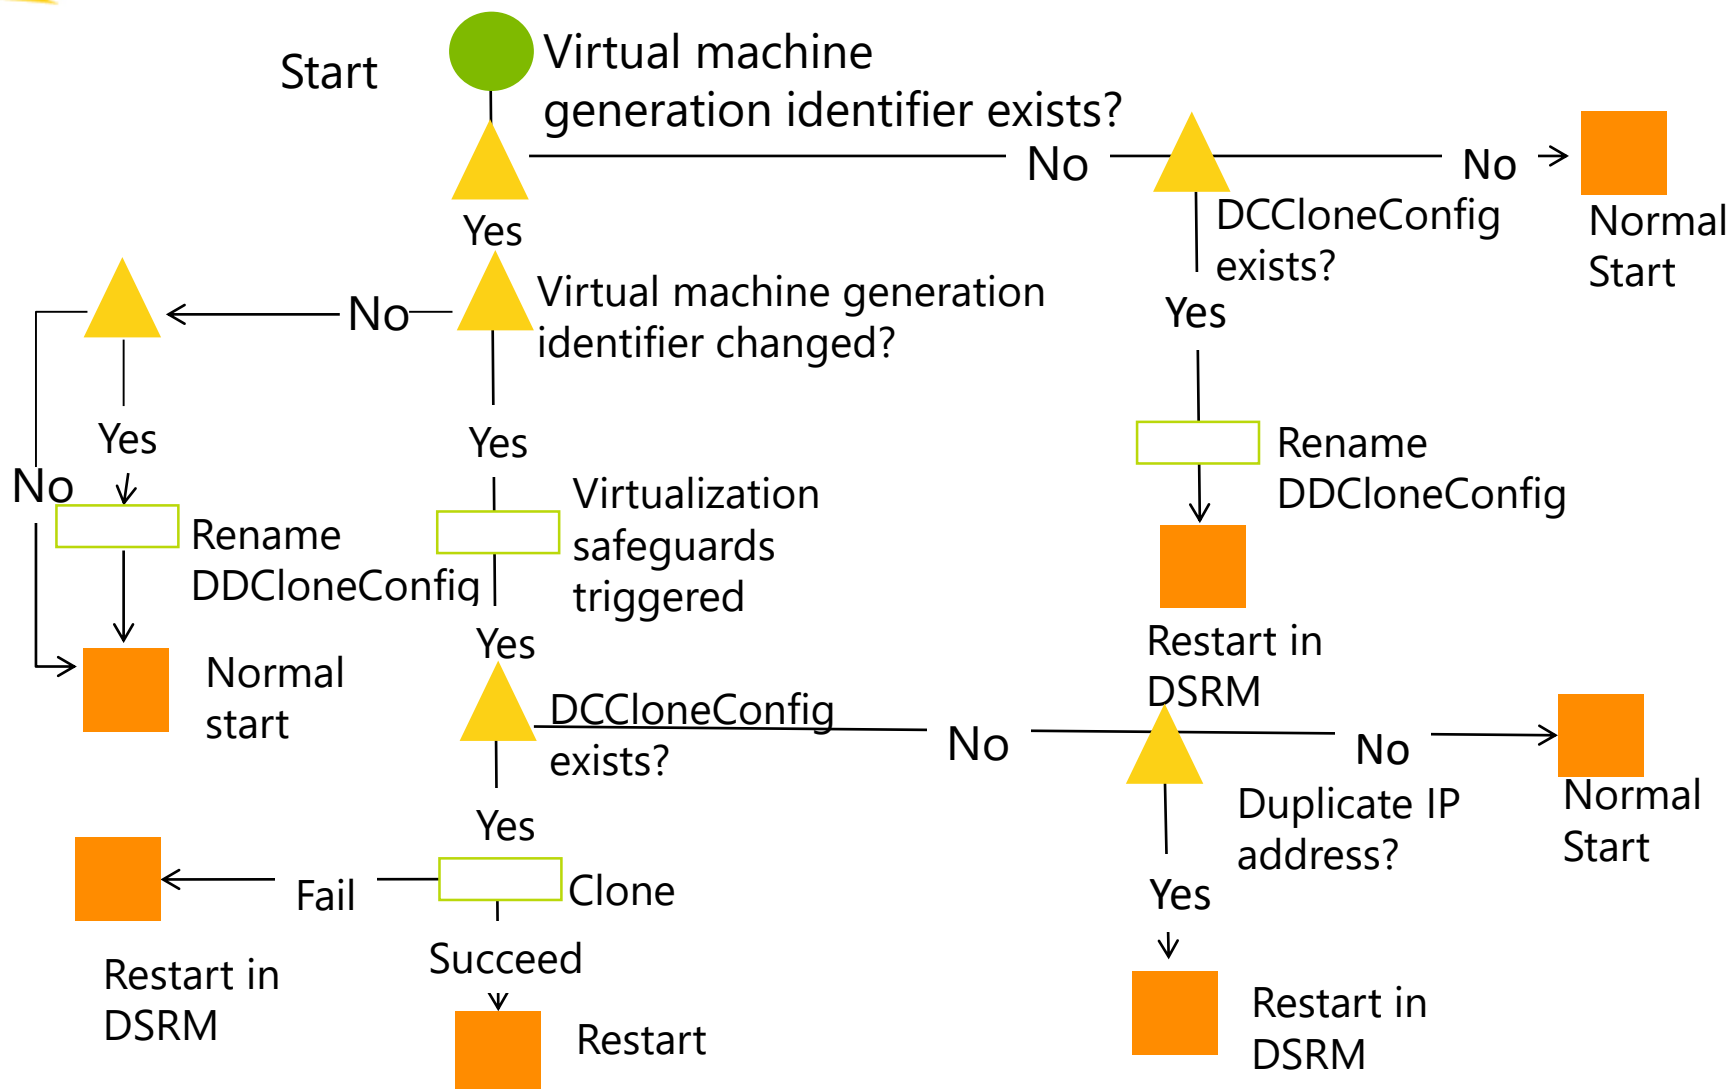 Start
Virtual machine
generation identifier exists?
No
No
Normal
Start
DCCloneConfig
exists?
Yes
Yes
No
Virtual machine generation
identifier changed?
Yes
Yes
No
Rename
DDCloneConfig
Virtualization
safeguards
triggered
Rename
DDCloneConfig
Restart in
DSRM
Normal
start
Yes
DCCloneConfig
exists?
No
No
Normal
Start
Duplicate IP
address?
Yes
Yes
Fail
Clone
Succeed
Restart in
DSRM
Restart
Restart in
DSRM